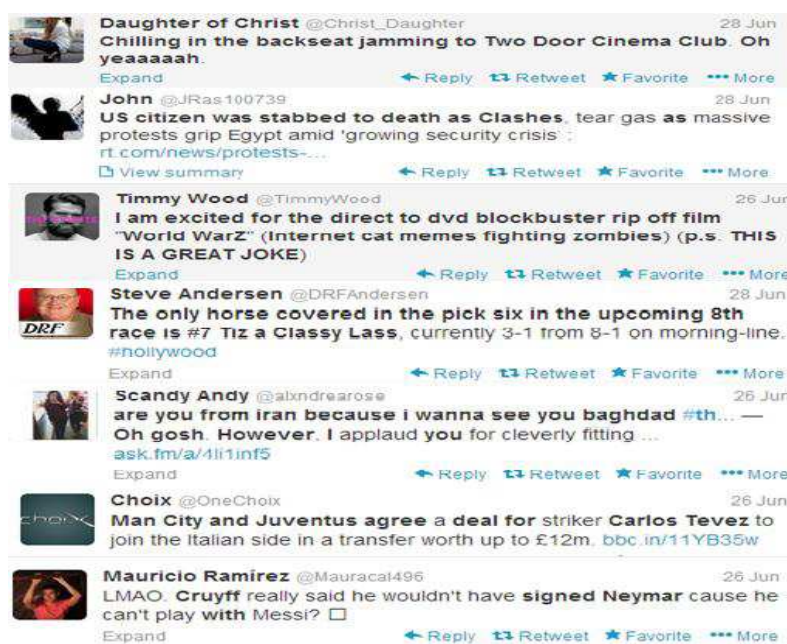 Daughter of Christ @Christ_Daughter 28 Jun
Chilling in the backseat jamming to Two Door Cinema Club. Oh
yeaaaaah.
Expand Reply Retweet Favorite More
John @JRas100739 28 Jun
US citizen was stabbed to death as Clashes, tear gas as massive
protests grip Egypt amid 'growing security crisis' :
rt.com/news/protests-...
View summary Reply Retweet Favorite More
Timmy Wood @TimmyWood 26 Jun
I am excited for the direct to dvd blockbuster rip off film
"World WarZ" (Internet cat memes fighting zombies) (p.s. THIS
IS A GREAT JOKE)
Expand Reply Retweet Favorite More
Steve Andersen @DRFAndersen 28 Jun
The only horse covered in the pick six in the upcoming 8th
race is #7 Tiz a Classy Lass, currently 3-1 from 8-1 on morning-line.
#hollywood
DRF
Expand Reply Retweet Favorite More
Scandy Andy @alxndrearose 26 Jun
are you from iran because i wanna see you baghdad #th... —
Oh gosh. However, I applaud you for cleverly fitting ...
ask.fm/a/4li1inf5
Expand Reply Retweet Favorite More
Choix @OneChoix 26 Jun
choix
Man City and Juventus agree a deal for striker Carlos Tevez to
join the Italian side in a transfer worth up to £12m. bbc.in/11YB35w
Mauricio Ramírez @Mauracal496 26 Jun
LMAO. Cruyff really said he wouldn't have signed Neymar cause he
can't play with Messi? □
Expand Reply Retweet Favorite More